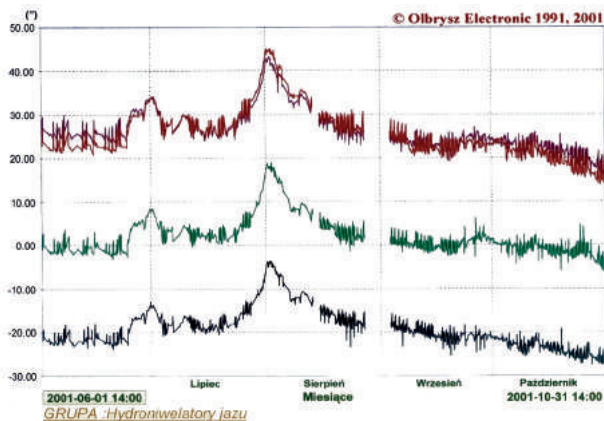 (")
© Olbrysz Electronic 1991, 2001
50.00
40.00
30.00
20.00
10.00
0.00
-10.00
-20.00
-30.00
Lipiec Sierpień Wrzesień Październik
2001-06-01 14:00 Miesiące 2001-10-31 14:00
GRUPA :Hydroniwelatory jazu